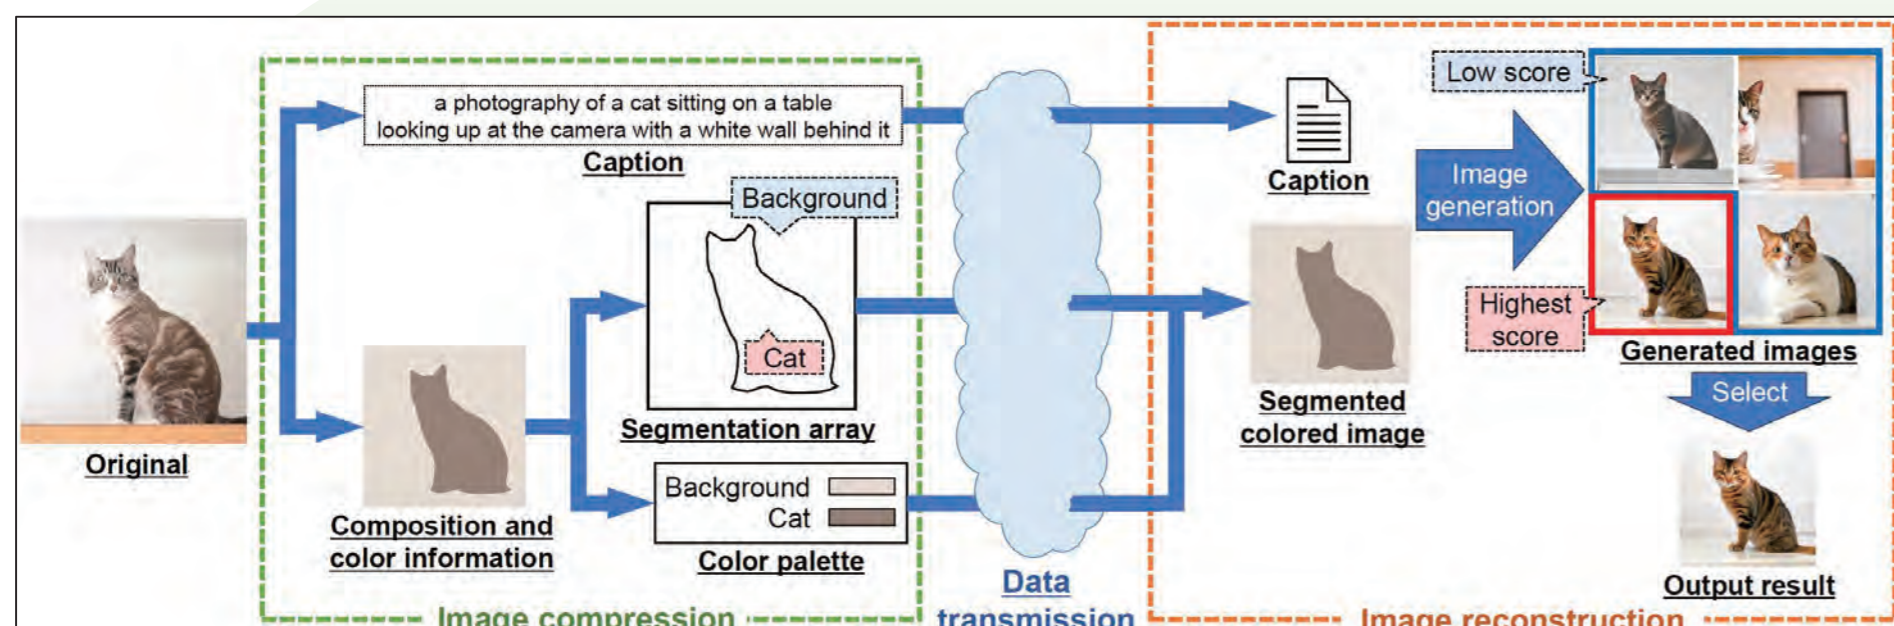 Original
a photography of a cat sitting on a table
looking up at the camera with a white wall behind it
Caption
Composition and
color information
Background
Cat
Segmentation array
Background
Cat
Color palette
Image compression
Data
transmission
Caption
Segmented
colored image
Image
generation
Low score
Highest
score
Generated images
Select
Output result
Image reconstruction